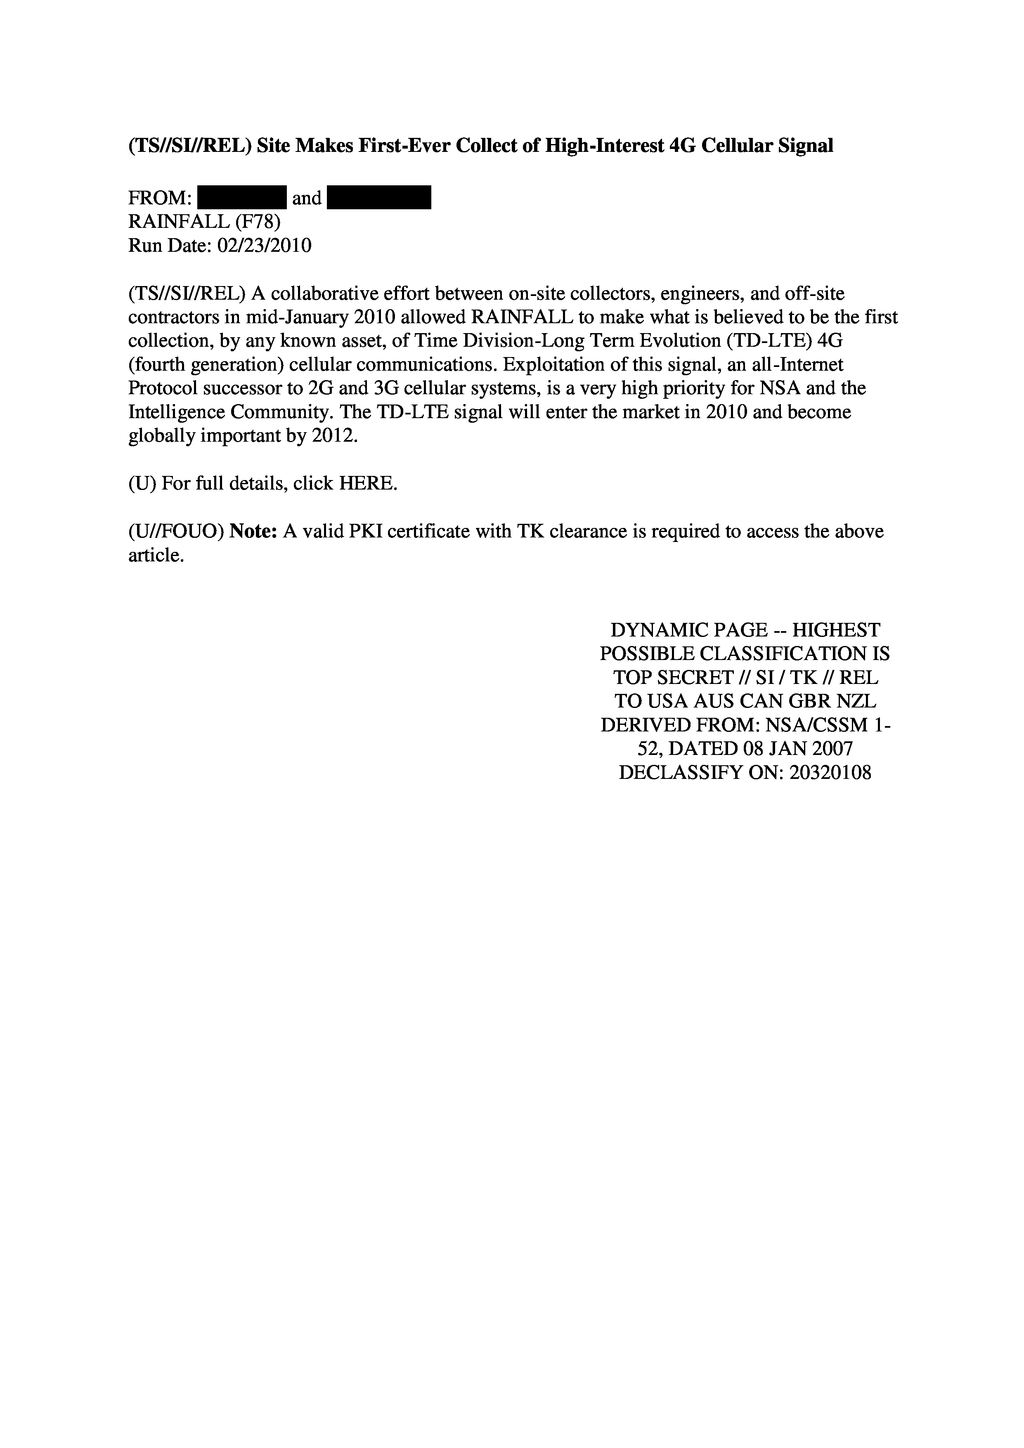 (TS//SI//REL) Site Makes First-Ever Collect of High-Interest 4G Cellular Signal
FROM: and
RAINFALL (F78)
Run Date: 02/23/2010
(TS//SI//REL) A collaborative effort between on-site collectors, engineers, and off-site
contractors in mid-January 2010 allowed RAINFALL to make what is believed to be the first
collection, by any known asset, of Time Division-Long Term Evolution (TD-LTE) 4G
(fourth generation) cellular communications. Exploitation of this signal, an all-Internet
Protocol successor to 2G and 3G cellular systems, is a very high priority for NSA and the
Intelligence Community. The TD-LTE signal will enter the market in 2010 and become
globally important by 2012.
(U) For full details, click HERE.
(U//FOUO) Note: A valid PKI certificate with TK clearance is required to access the above
article.
DYNAMIC PAGE -- HIGHEST
POSSIBLE CLASSIFICATION IS
TOP SECRET // SI / TK // REL
TO USA AUS CAN GBR NZL
DERIVED FROM: NSA/CSSM 1-
52, DATED 08 JAN 2007
DECLASSIFY ON: 20320108